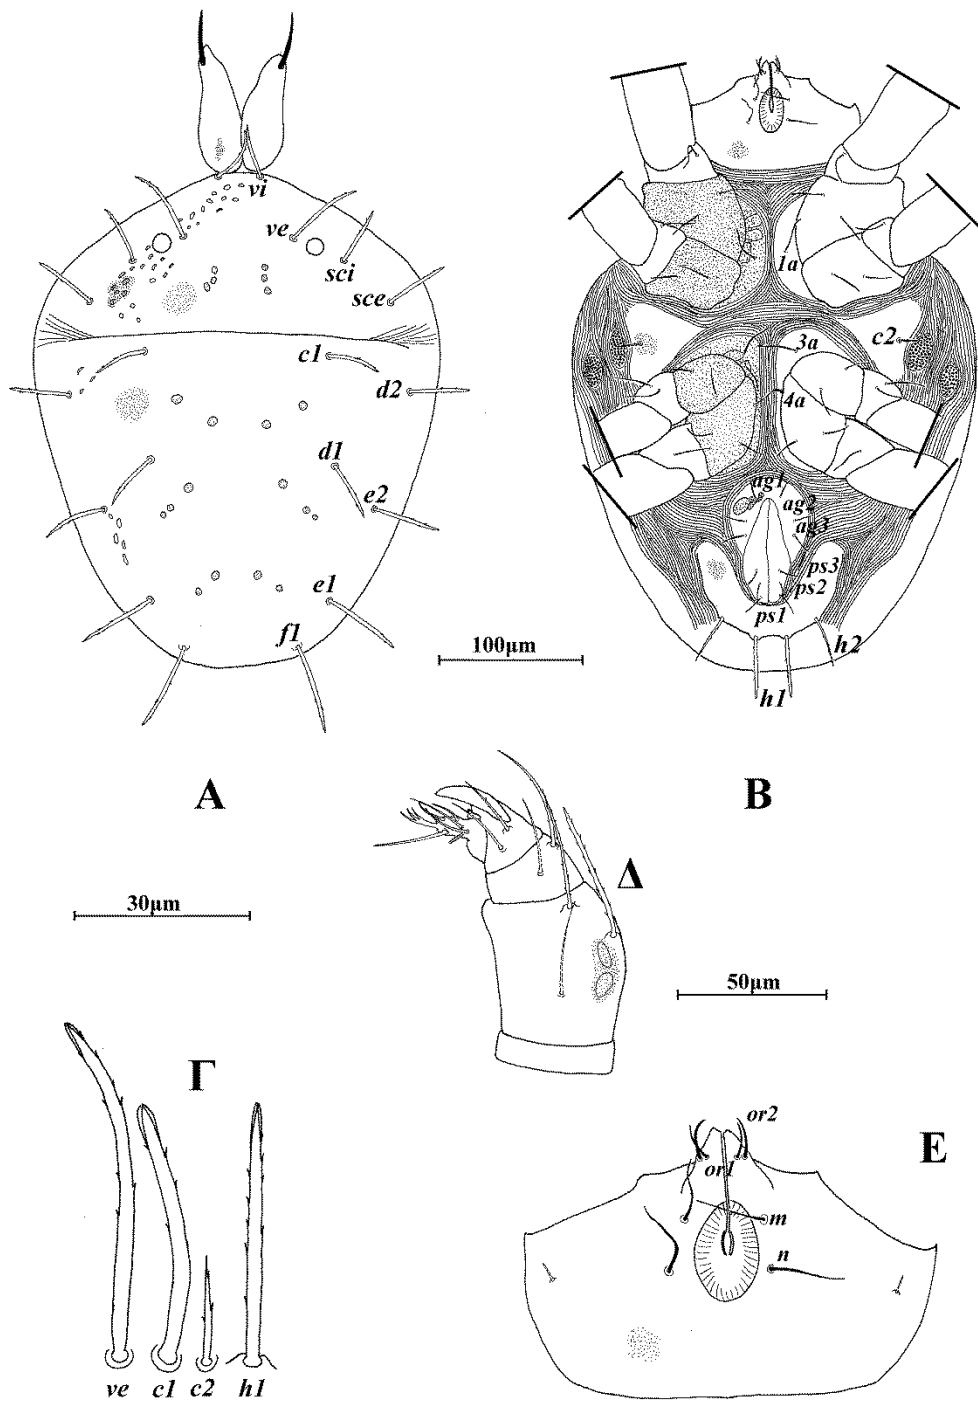 vi
ve
sci
sce
c1
d2
d1
e2
e1
f1
100μm
1a
3a
c2
4a
ag1
ag2
ag3
ps3
ps2
ps1
h2
h1
A
B
Δ
30μm
50μm
Γ
ve
c1
c2
h1
or2
or1
E
m
n